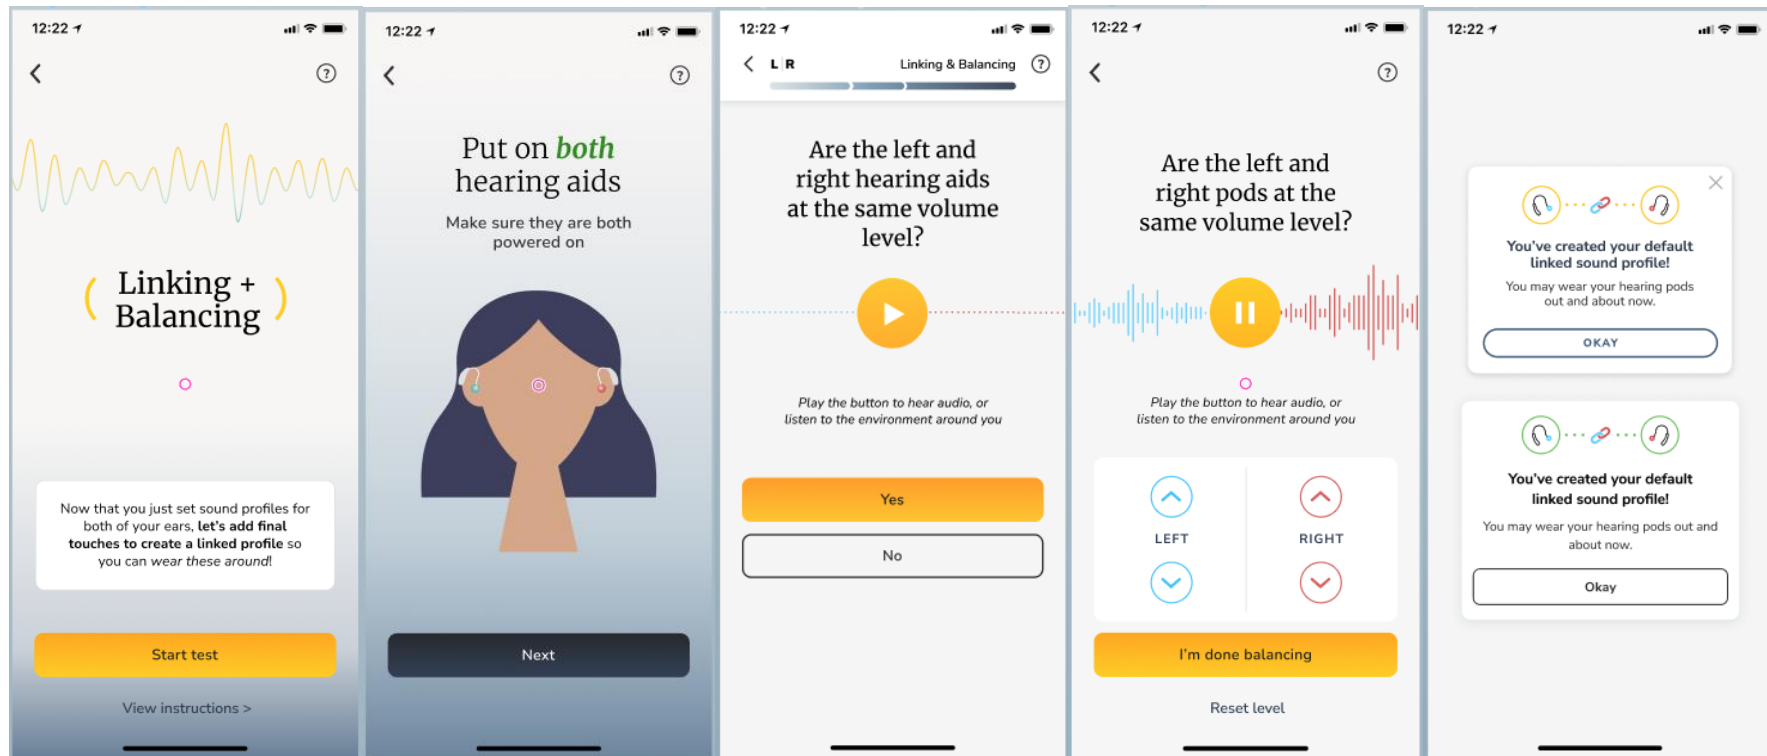 12:22
?
Linking +
Balancing
Now that you just set sound profiles for
both of your ears, let's add final
touches to create a linked profile so
you can wear these around!
Start test
View instructions >
12:22
?
Put on both
hearing aids
Make sure they are both
powered on
Next
12:22
L R
Linking & Balancing ?
Are the left and
right hearing aids
at the same volume
level?
Play the button to hear audio, or
listen to the environment around you
Yes
No
12:22
?
Are the left and
right pods at the
same volume level?
Play the button to hear audio, or
listen to the environment around you
LEFT
RIGHT
I'm done balancing
Reset level
12:22
You've created your default
linked sound profile!
You may wear your hearing pods
out and about now.
OKAY
You've created your default
linked sound profile!
You may wear your hearing pods out and
about now.
Okay